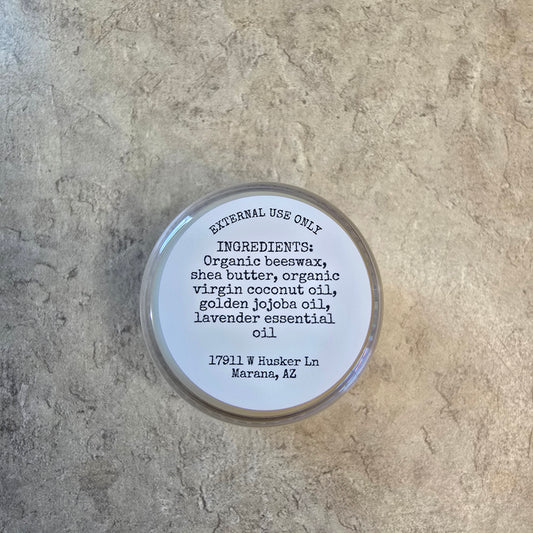 EXTERNAL USE ONLY
INGREDIENTS:
Organic beeswax,
shea butter, organic
virgin coconut oil,
golden jojoba oil,
lavender essential
oil
17911 W Husker Ln
Marana, AZ